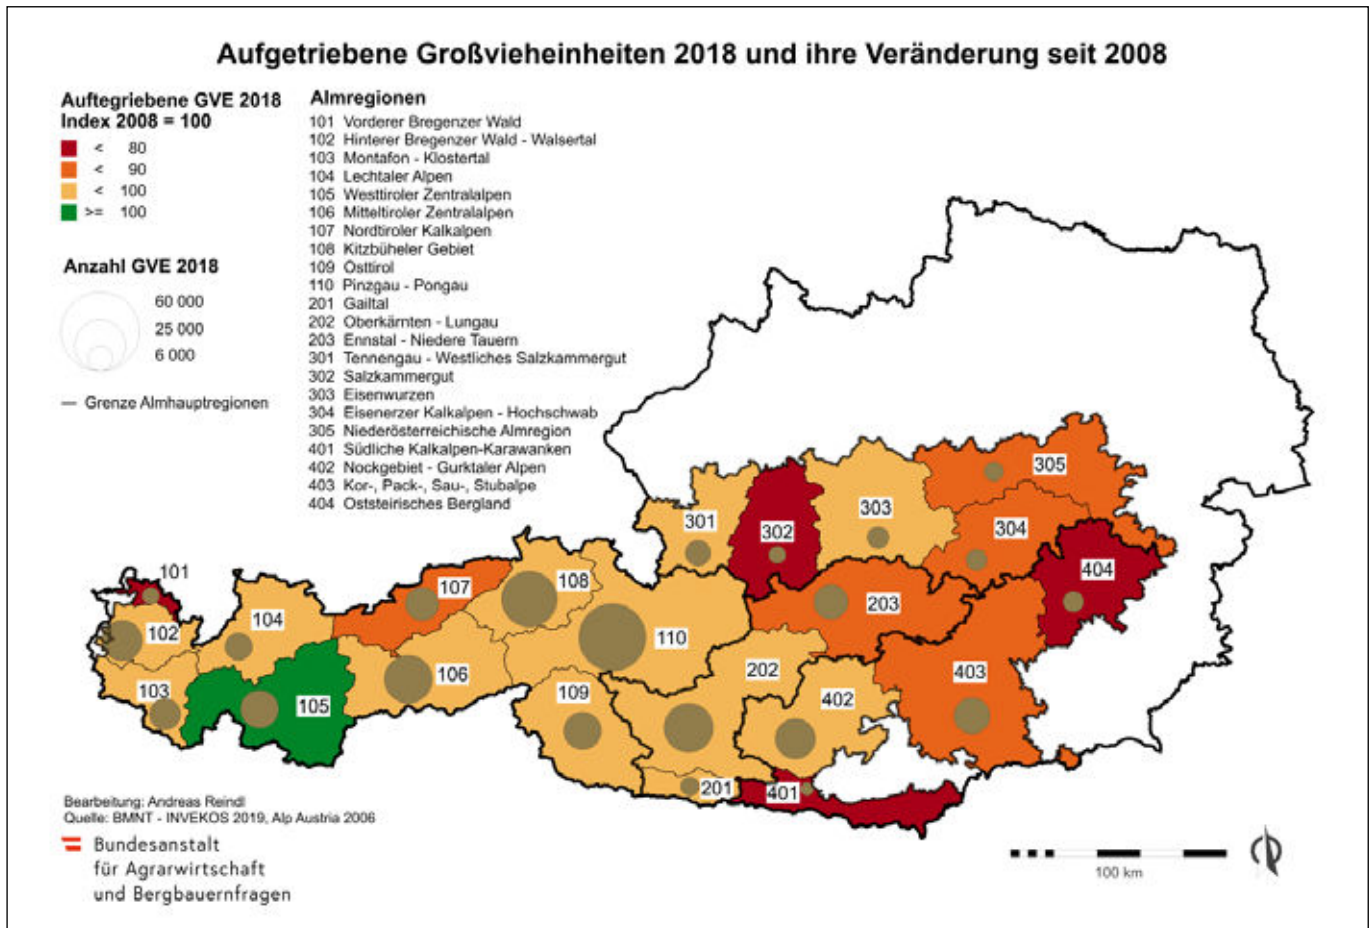 Aufgetriebene Großvieheinheiten 2018 und ihre Veränderung seit 2008
Auftegriebene GVE 2018
Index 2008 = 100
< 80
< 90
< 100
>= 100
Anzahl GVE 2018
60 000
25 000
6 000
Grenze Almhauptregionen
Almregionen
101 Vorderer Bregenzer Wald
102 Hinterer Bregenzer Wald - Walsertal
103 Montafon - Klostertal
104 Lechtaler Alpen
105 Westtiroler Zentralalpen
106 Mitteltiroler Zentralalpen
107 Nordtiroler Kalkalpen
108 Kitzbüheler Gebiet
109 Osttirol
110 Pinzgau - Pongau
201 Gailtal
202 Oberkärnten - Lungau
203 Ennstal - Niedere Tauern
301 Tennengau - Westliches Salzkammergut
302 Salzkammergut
303 Eisenwurzen
304 Eisenerzer Kalkalpen - Hochschwab
305 Niederösterreichische Almregion
401 Südliche Kalkalpen-Karawanken
402 Nockgebiet - Gurktaler Alpen
403 Kor-, Pack-, Sau-, Stubalpe
404 Oststeirisches Bergland
305
303
301
304
302
404
101
108
107
203
104
102
110
202
403
106
109
103
105
402
201
401
Bearbeitung: Andreas Reindl
Quelle: BMNT - INVEKOS 2019, Alp Austria 2006
Bundesanstalt
für Agrarwirtschaft
und Bergbauernfragen
100 km